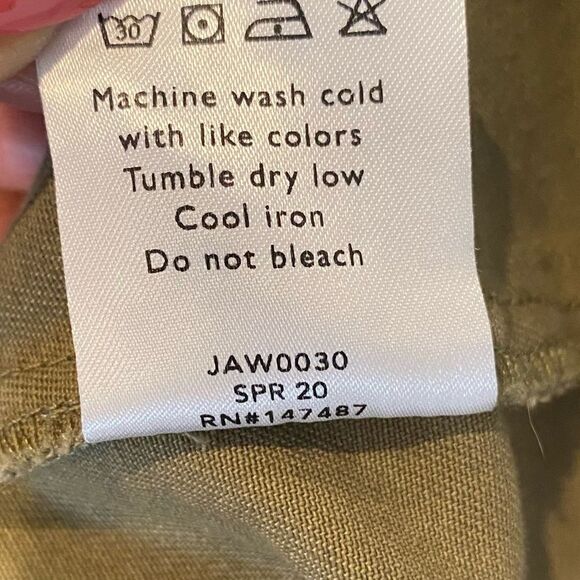 30
Machine wash cold
with like colors
Tumble dry low
Cool iron
Do not bleach
JAW0030
SPR 20
RN#147487